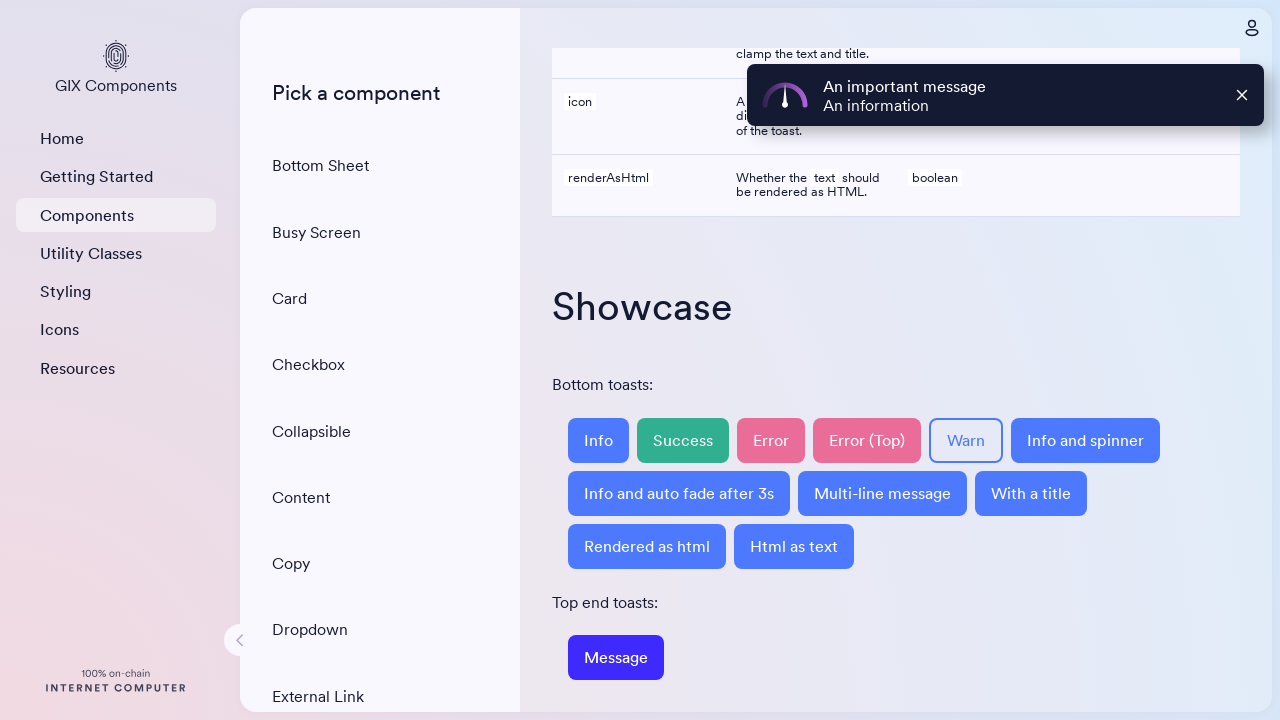 GIX Components
Home
Getting Started
Components
Utility Classes
Styling
Icons
Resources
100% on-chain
INTERNET COMPUTER
Pick a component
Bottom Sheet
Busy Screen
Card
Checkbox
Collapsible
Content
Copy
Dropdown
External Link
clamp the text and title.
An important message
An information
icon
of the toast.
renderAsHtml
Whether the text should
be rendered as HTML.
boolean
Showcase
Bottom toasts:
Info
Success
Error
Error (Top)
Warn
Info and spinner
Info and auto fade after 3s
Multi-line message
With a title
Rendered as html
Html as text
Top end toasts:
Message